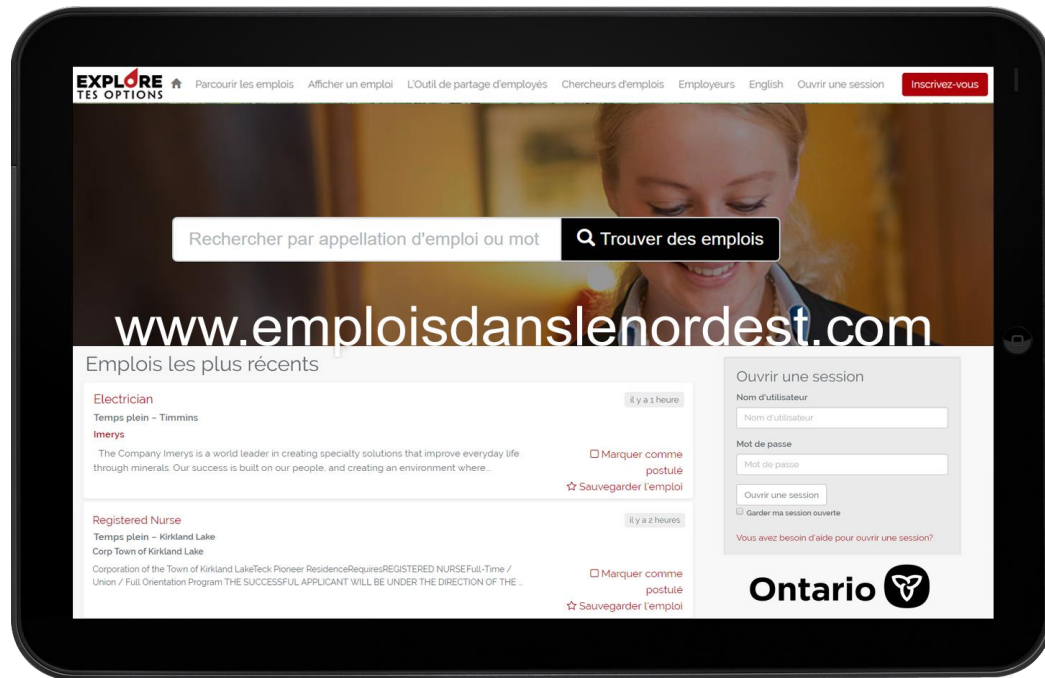 EXPLORE
TES OPTIONS
Parcourir les emplois Afficher un emploi L'Outil de partage d'employés Chercheurs d'emplois Employeurs English Ouvrir une session Inscrivez-vous
Rechercher par appellation d'emploi ou mot Trouver des emplois
www.emploisdanslenordest.com
Emplois les plus récents
Electrician il y a 1 heure
Temps plein – Timmins
Imerys
The Company Imerys is a world leader in creating specialty solutions that improve everyday life
through minerals. Our success is built on our people, and creating an environment where...
Marquer comme
postulé
Sauvegarder l'emploi
Registered Nurse il y a 2 heures
Temps plein – Kirkland Lake
Corp Town of Kirkland Lake
Corporation of the Town of Kirkland LakeTeck Pioneer ResidenceRequiresREGISTERED NURSEFull-Time /
Union / Full Orientation Program THE SUCCESSFUL APPLICANT WILL BE UNDER THE DIRECTION OF THE ...
Marquer comme
postulé
Sauvegarder l'emploi
Ouvrir une session
Nom d'utilisateur
Nom d'utilisateur
Mot de passe
Mot de passe
Ouvrir une session
Garder ma session ouverte
Vous avez besoin d'aide pour ouvrir une session?
Ontario